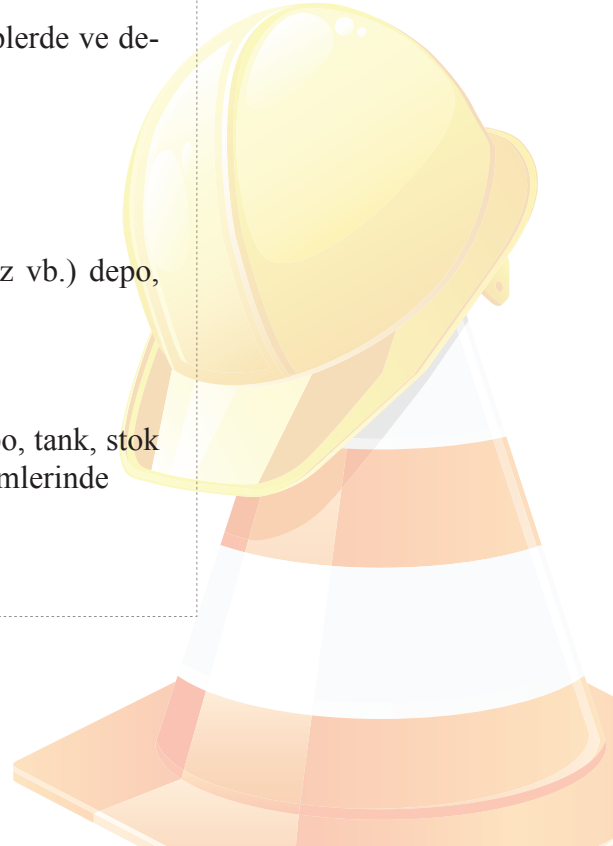 plerde ve de-
z vb.) depo,
o, tank, stok
mlerinde